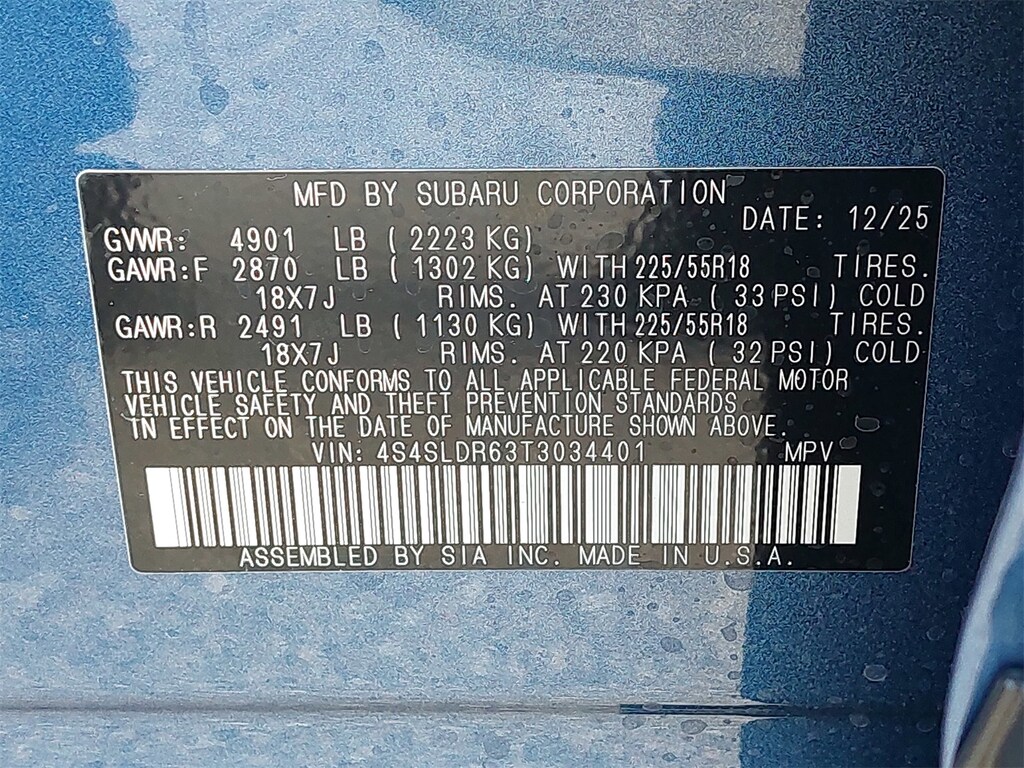 MFD BY SUBARU CORPORATION
DATE: 12/25
GVWR: 4901 LB ( 2223 KG)
GAWR:F 2870 LB ( 1302 KG) WITH 225/55R18 TIRES.
18X7J RIMS. AT 230 KPA ( 33 PSI) COLD
GAWR:R 2491 LB ( 1130 KG) WITH 225/55R18 TIRES.
18X7J RIMS. AT 220 KPA ( 32 PSI) COLD
THIS VEHICLE CONFORMS TO ALL APPLICABLE FEDERAL MOTOR
VEHICLE SAFETY AND THEFT PREVENTION STANDARDS
IN EFFECT ON THE DATE OF MANUFACTURE SHOWN ABOVE.
VIN: 4S4SLDR63T3034401 MPV
ASSEMBLED BY SIA INC. MADE IN U.S.A.